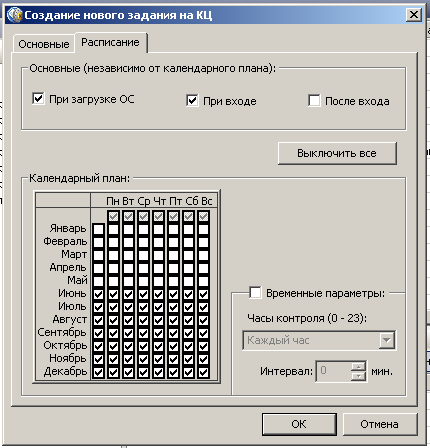 Создание нового задания на КЦ
Основные Расписание
Основные (независимо от календарного плана):
При загрузке ОС При входе После входа
Выключить все
Календарный план:
Пн Вт Ср Чт Пт Сб Вс
Январь
Февраль
Март
Апрель
Май
Июнь
Июль
Август
Сентябрь
Октябрь
Ноябрь
Декабрь
Временные параметры:
Часы контроля (0 - 23):
Каждый час
Интервал: 0 мин.
ОК Отмена